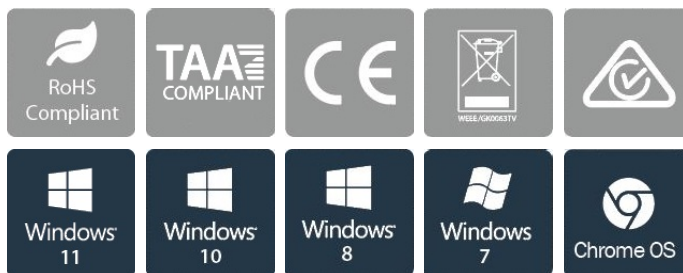 RoHS
Compliant
TAA
COMPLIANT
CE
WEEE/GK0063TV
Windows
11
Windows
10
Windows
8
Windows
7
Chrome OS